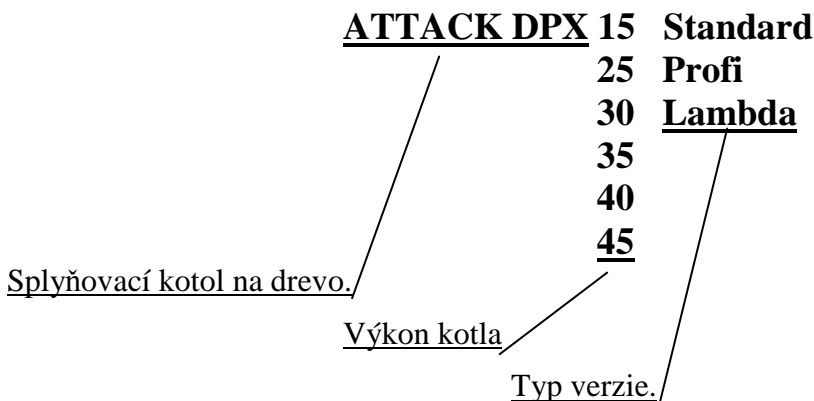 ATTACK DPX 15 Standard
25 Profi
30 Lambda
35
40
45
Splyňovací kotol na drevo.
Výkon kotla
Typ verzie.